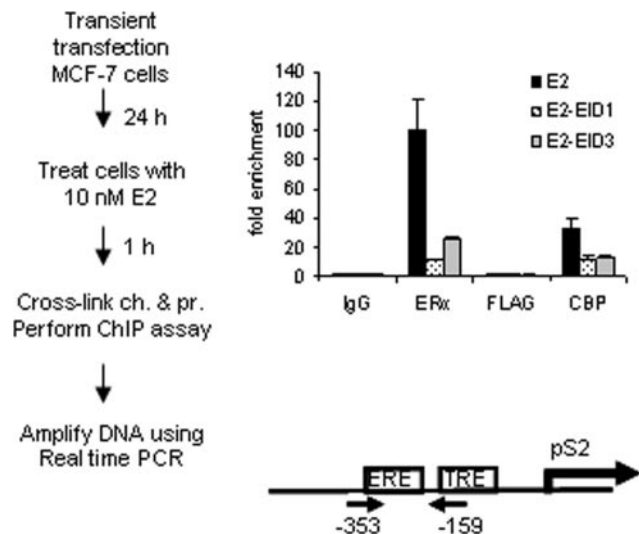 Transient
transfection
MCF-7 cells
24 h
Treat cells with
10 nM E2
1 h
Cross-link ch. & pr.
Perform ChIP assay
Amplify DNA using
Real time PCR
fold enrichment
140
120
100
80
60
40
20
0
E2
E2-EID1
E2-EID3
IgG
ERα
FLAG
CBP
ERE
TRE
pS2
-353
-159